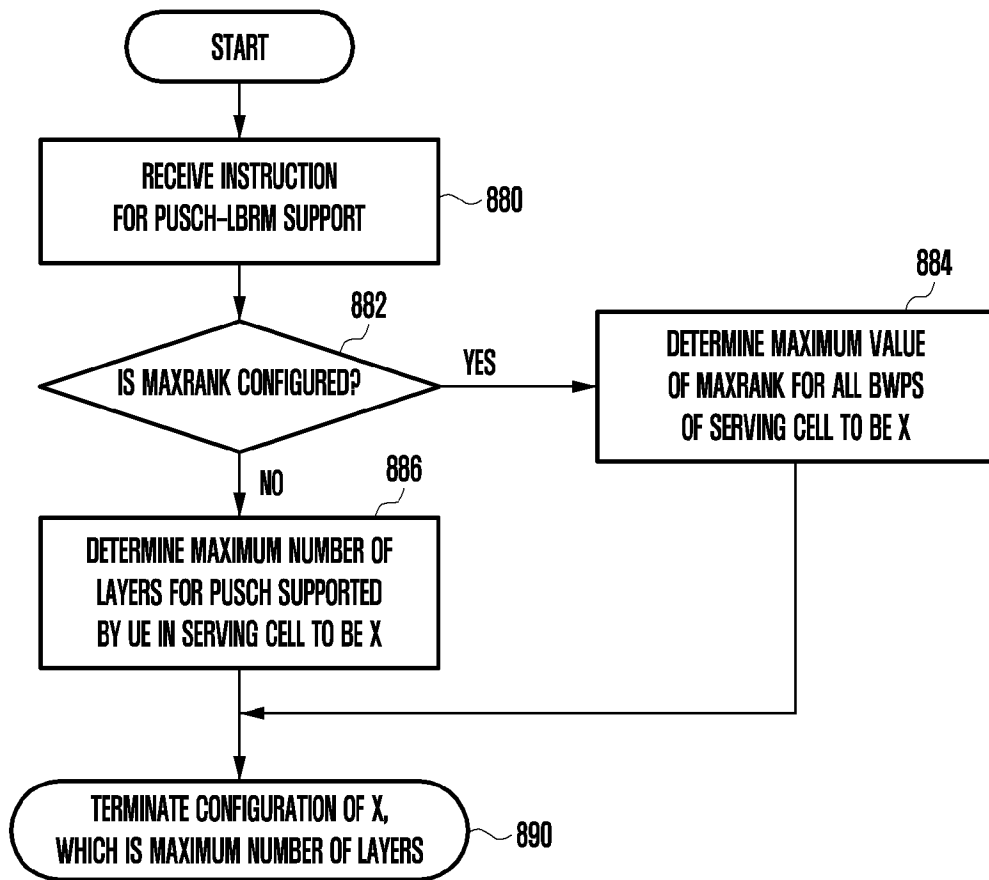 START
RECEIVE INSTRUCTION
FOR PUSCH-LBRM SUPPORT
880
882
IS MAXRANK CONFIGURED?
YES
884
DETERMINE MAXIMUM VALUE
OF MAXRANK FOR ALL BWPS
OF SERVING CELL TO BE X
NO
886
DETERMINE MAXIMUM NUMBER OF
LAYERS FOR PUSCH SUPPORTED
BY UE IN SERVING CELL TO BE X
TERMINATE CONFIGURATION OF X,
WHICH IS MAXIMUM NUMBER OF LAYERS
890